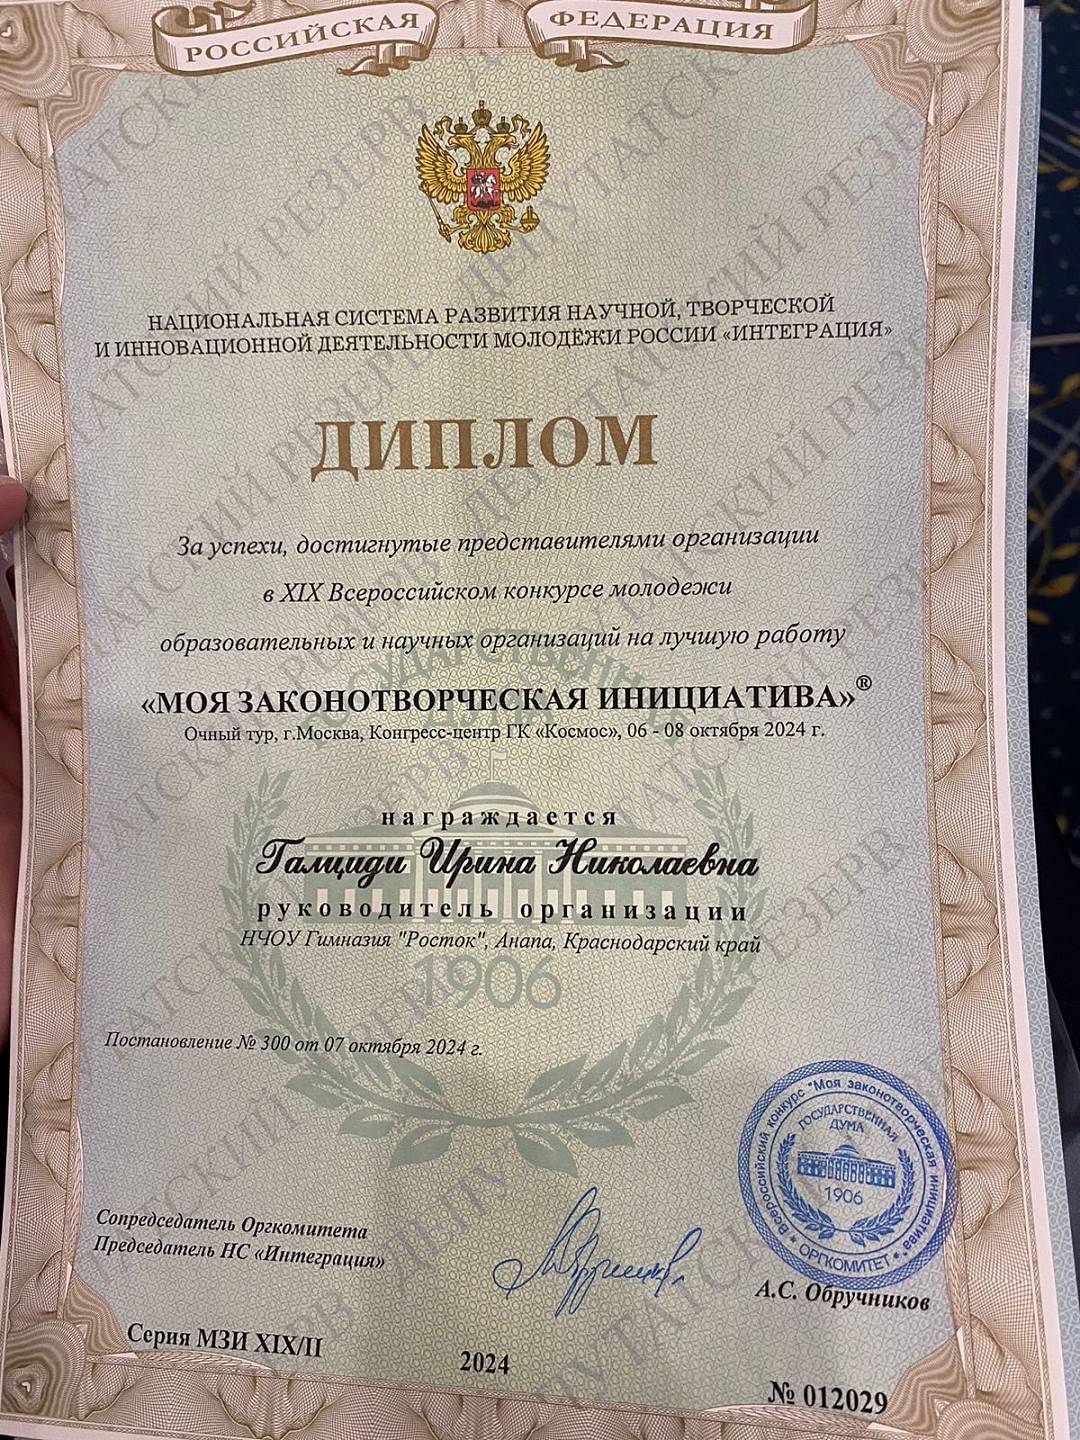 РОССИЙСКАЯ ФЕДЕРАЦИЯ
НАЦИОНАЛЬНАЯ СИСТЕМА РАЗВИТИЯ НАУЧНОЙ, ТВОРЧЕСКОЙ
И ИННОВАЦИОННОЙ ДЕЯТЕЛЬНОСТИ МОЛОДЁЖИ РОССИИ «ИНТЕГРАЦИЯ»
ДИПЛОМ
За успехи, достигнутые представителями организации
в XIX Всероссийском конкурсе молодежи
образовательных и научных организаций на лучшую работу
«МОЯ ЗАКОНОТВОРЧЕСКАЯ ИНИЦИАТИВА»®
Очный тур, г.Москва, Конгресс-центр ГК «Космос», 06 - 08 октября 2024 г.
награждается
Галциди Ирина Николаевна
руководитель организации
НЧОУ Гимназия "Росток", Анапа, Краснодарский край
1906
Постановление № 300 от 07 октября 2024 г.
Всероссийский конкурс "Моя законотворческая инициатива"
ГОСУДАРСТВЕННАЯ
ДУМА
1906
* ОРГКОМИТЕТ *
Сопредседатель Оргкомитета
Председатель НС «Интеграция»
А.С. Обручников
Серия МЗИ XIX/II
2024
№ 012029